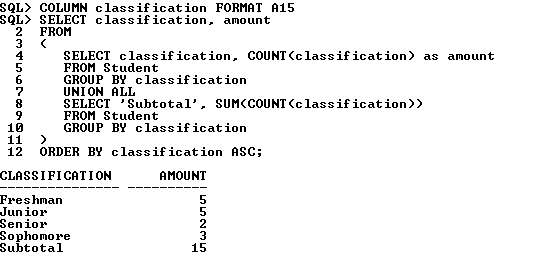 SQL> COLUMN classification FORMAT A15
SQL> SELECT classification, amount
2 FROM
3 (
4 SELECT classification, COUNT(classification) as amount
5 FROM Student
6 GROUP BY classification
7 UNION ALL
8 SELECT 'Subtotal', SUM(COUNT(classification))
9 FROM Student
10 GROUP BY classification
11 )
12 ORDER BY classification ASC;
CLASSIFICATION AMOUNT
--------------- ----------
Freshman 5
Junior 5
Senior 2
Sophomore 3
Subtotal 15